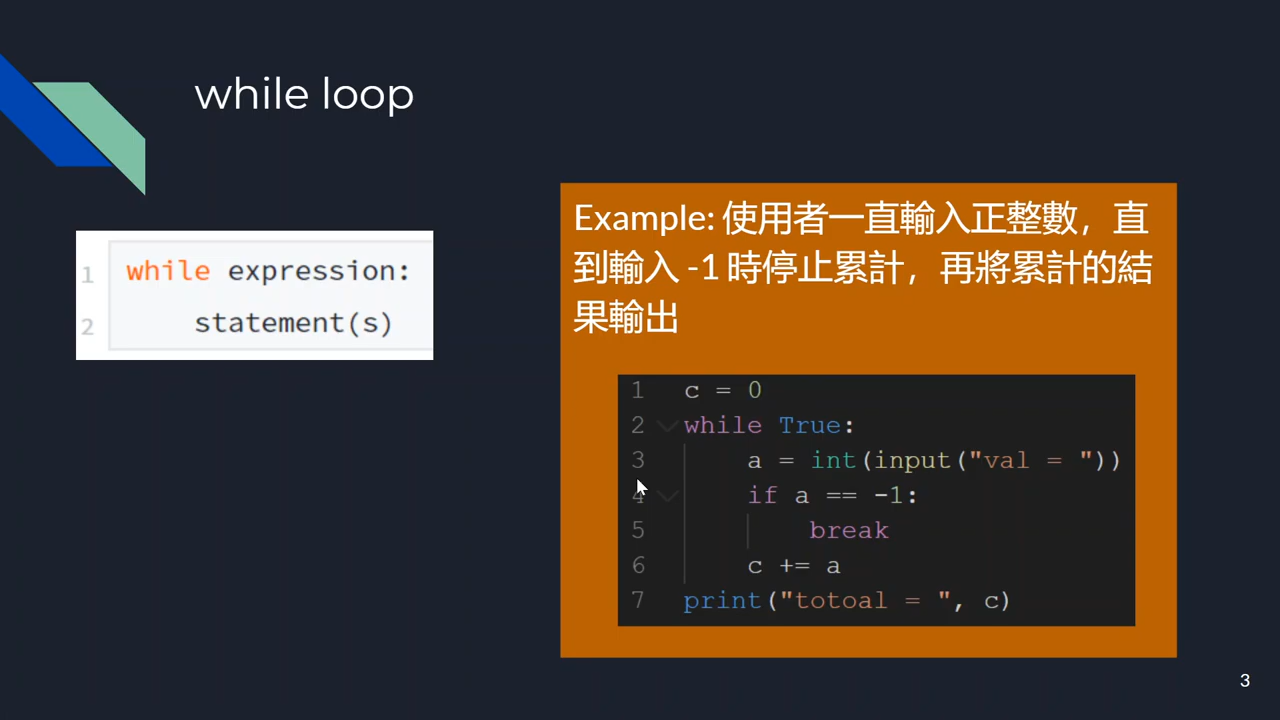 while loop
1 while expression:
2 statement(s)
Example: 使用者一直輸入正整數，直
到輸入 -1 時停止累計，再將累計的結
果輸出
1 c = 0
2 while True:
3 a = int(input("val = "))
4 if a == -1:
5 break
6 c += a
7 print("totoal = ", c)
3